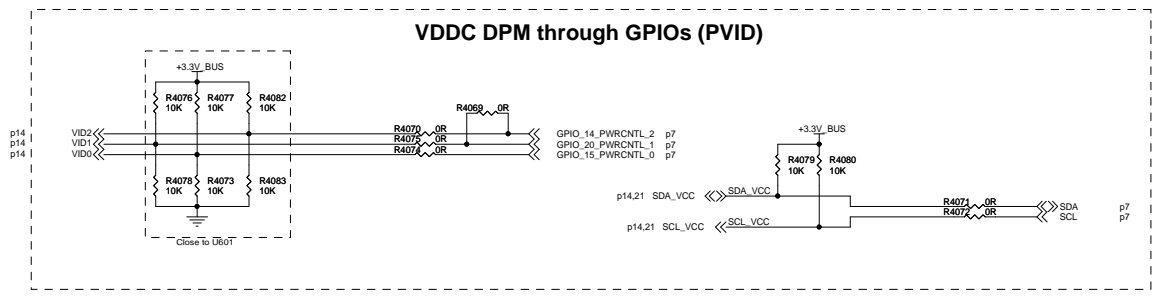 VDDC DPM through GPIOs (PVID)
+3.3V_BUS
R4076 R4077 R4082
10K 10K 10K
R4069 0R
p14 VID2 R4070 0R GPIO_14_PWRCNTL_2 p7
p14 VID1 R4075 0R GPIO_20_PWRCNTL_1 p7
p14 VID0 R4074 0R GPIO_15_PWRCNTL_0 p7
R4078 R4073 R4083
10K 10K 10K
Close to U601
+3.3V_BUS
R4079 R4080
10K 10K
p14,21 SDA_VCC SDA_VCC
R4071 0R SDA p7
R4072 0R SCL p7
p14,21 SCL_VCC SCL_VCC